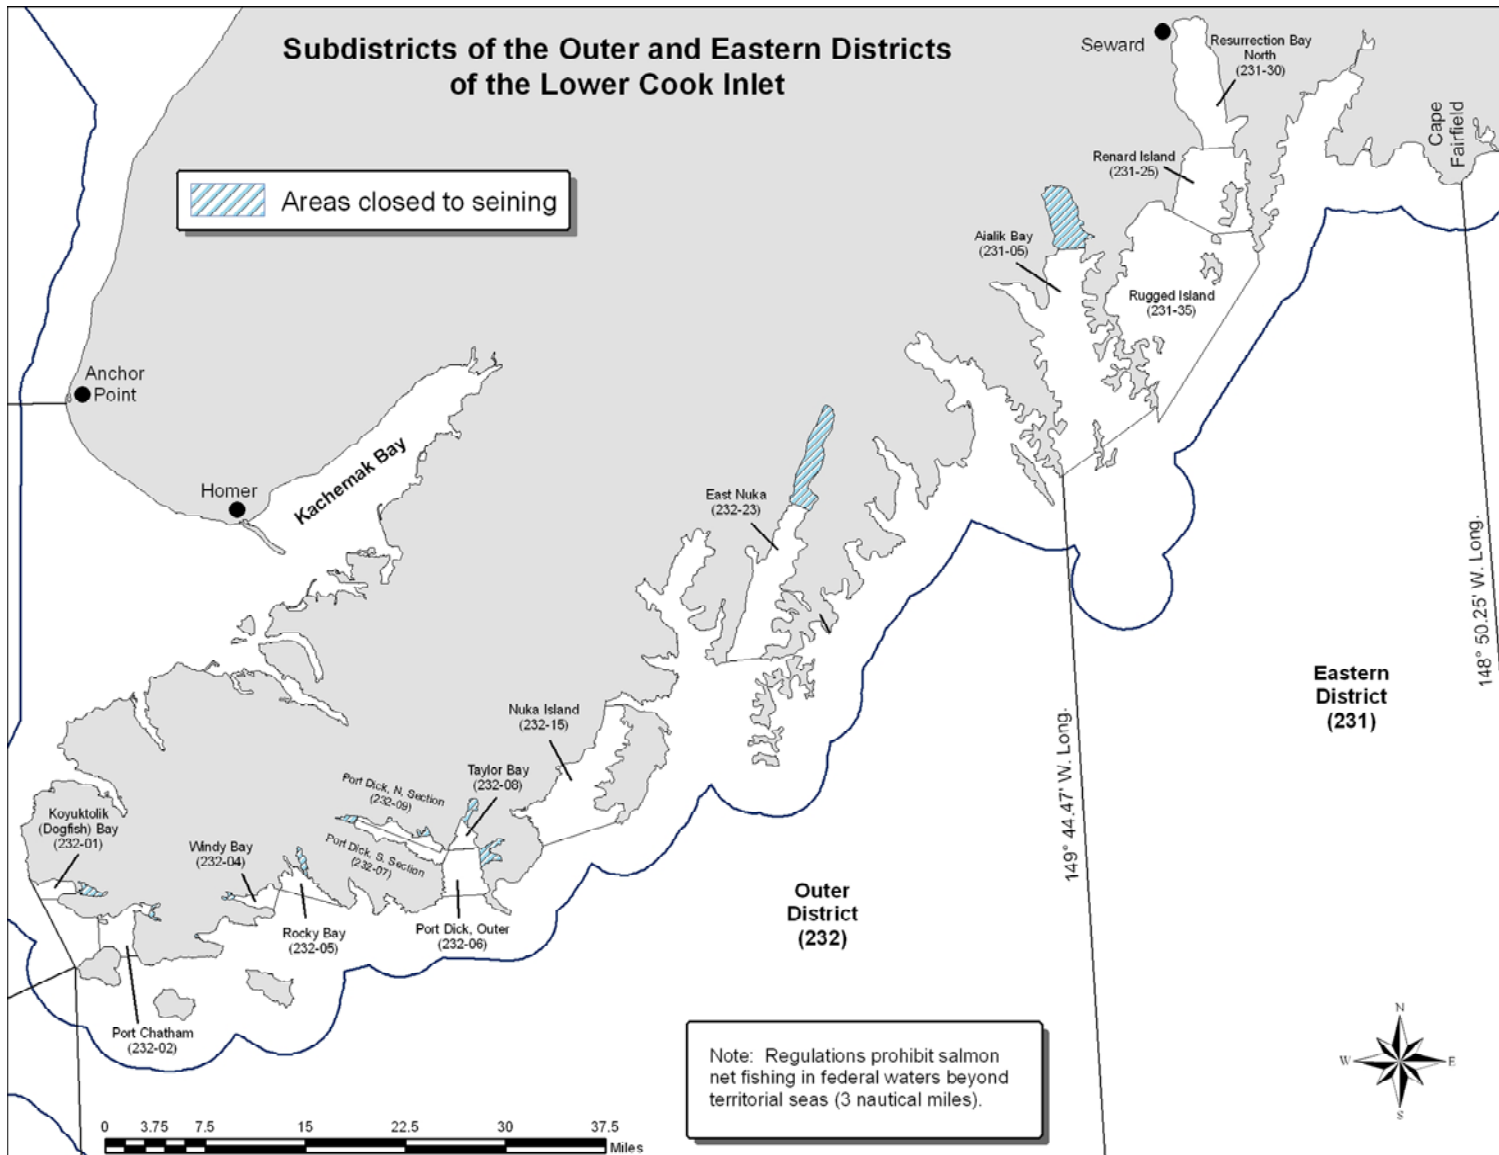 Subdistricts of the Outer and Eastern Districts
of the Lower Cook Inlet
Areas closed to seining
Seward
Resurrection Bay
North
(231-30)
Cape
Fairfield
Renard Island
(231-25)
Aialik Bay
(231-05)
Rugged Island
(231-35)
Anchor
Point
Kachemak Bay
Homer
East Nuka
(232-23)
148° 50.25' W. Long.
Eastern
District
(231)
149° 44.47' W. Long.
Nuka Island
(232-15)
Taylor Bay
(232-08)
Port Dick, N. Section
(232-09)
Port Dick, S. Section
(232-07)
Koyuktolik
(Dogfish) Bay
(232-01)
Windy Bay
(232-04)
Outer
District
(232)
Rocky Bay
(232-05)
Port Dick, Outer
(232-06)
Port Chatham
(232-02)
Note: Regulations prohibit salmon
net fishing in federal waters beyond
territorial seas (3 nautical miles).
N
W
E
S
0 3.75 7.5 15 22.5 30 37.5
Miles